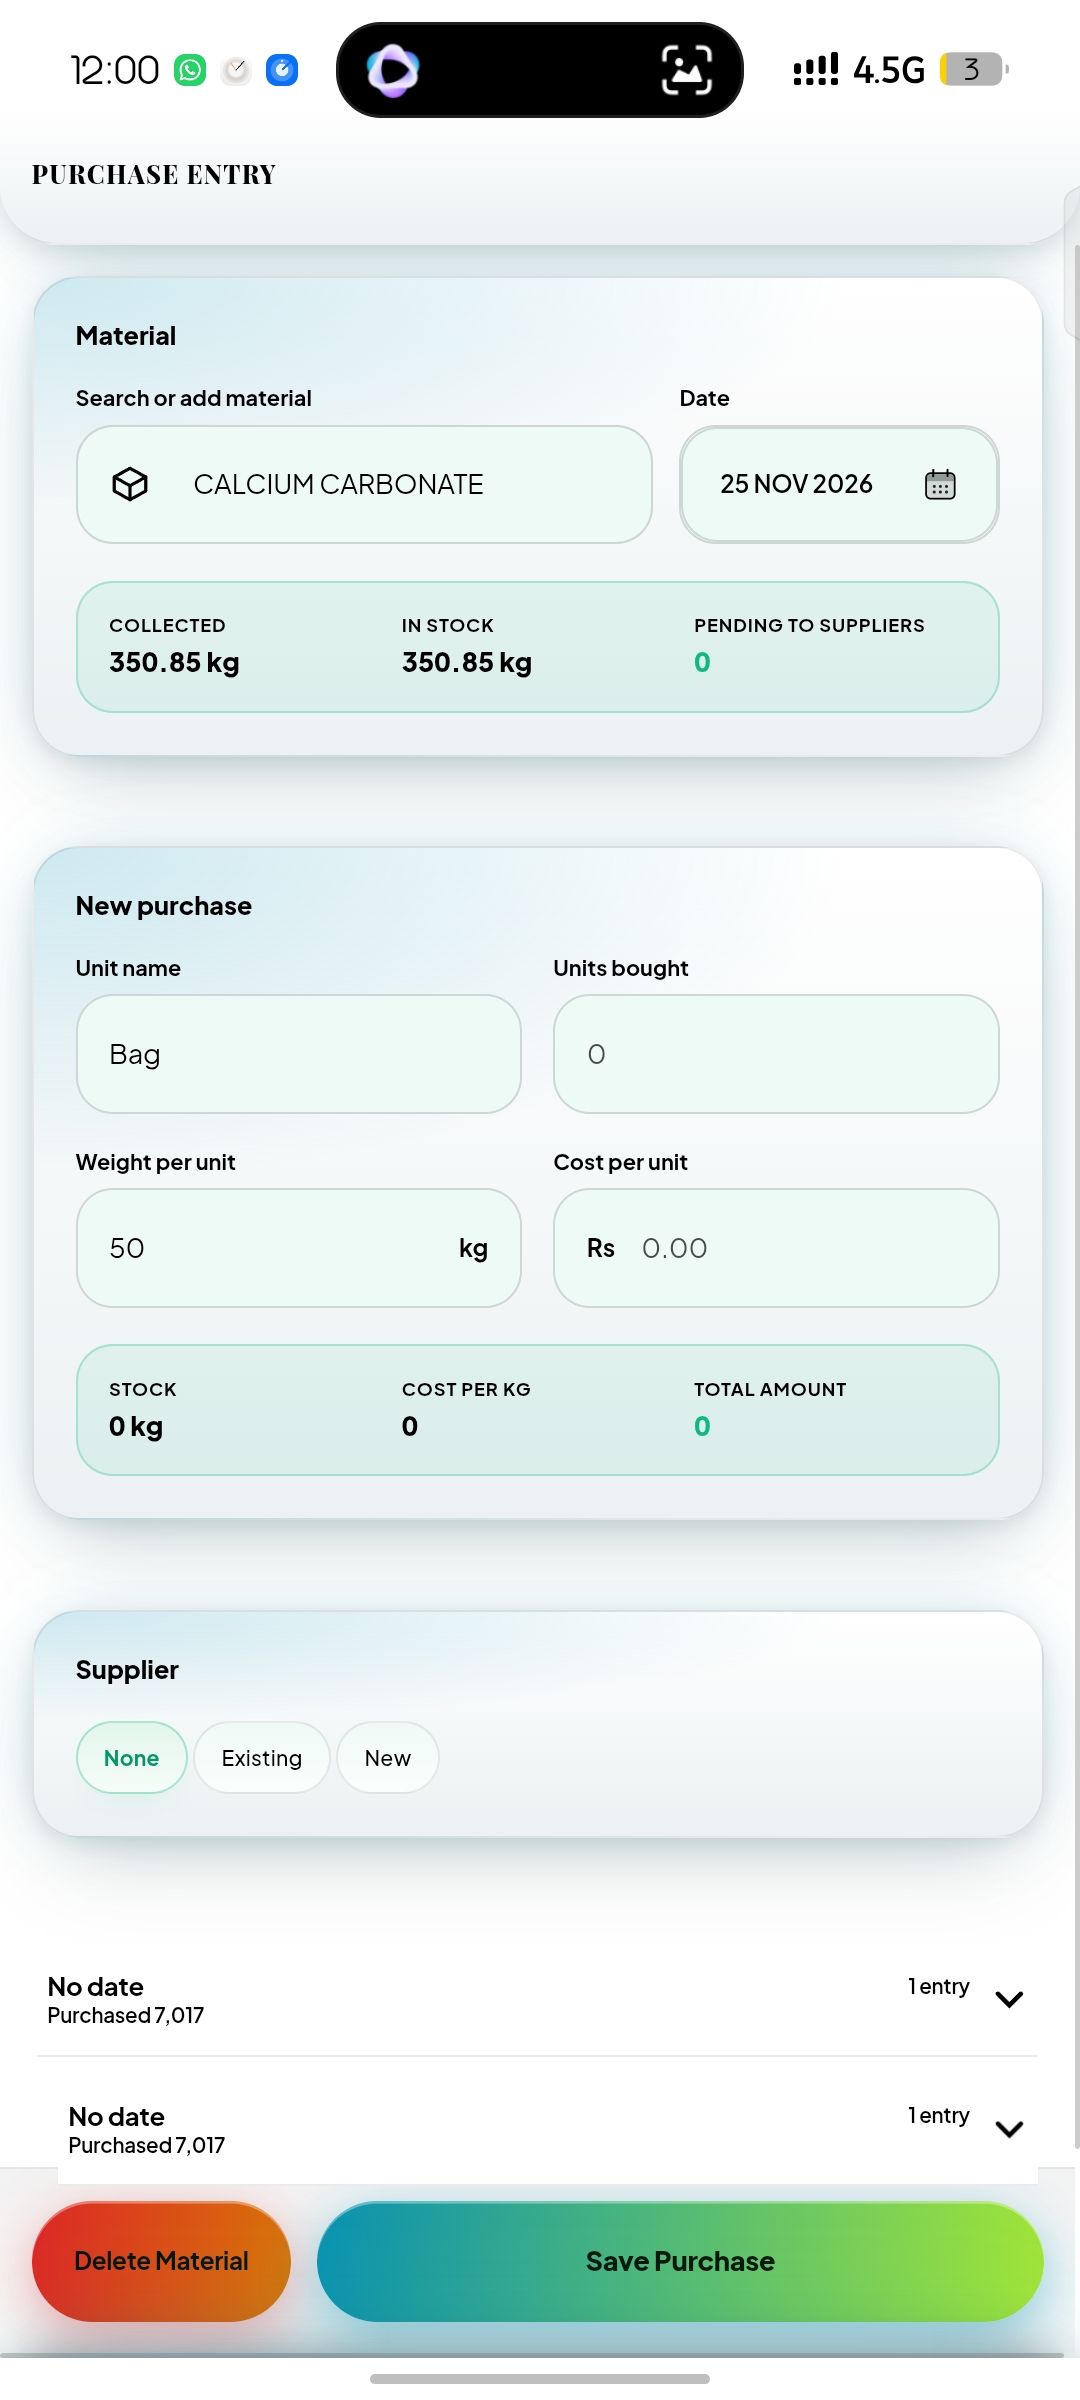 12:00
4.5G
3
PURCHASE ENTRY
Material
Search or add material
Date
CALCIUM CARBONATE
25 NOV 2026
COLLECTED
IN STOCK
PENDING TO SUPPLIERS
350.85 kg
350.85 kg
0
New purchase
Unit name
Units bought
Bag
0
Weight per unit
Cost per unit
50
kg
Rs
0.00
STOCK
COST PER KG
TOTAL AMOUNT
0 kg
0
0
Supplier
None
Existing
New
No date
1 entry
Purchased 7,017
No date
1 entry
Purchased 7,017
Delete Material
Save Purchase